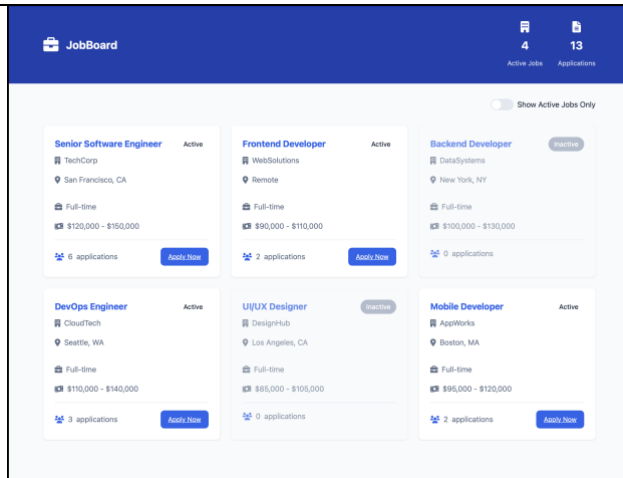 JobBoard
4
13
Active Jobs
Applications
Show Active Jobs Only
Senior Software Engineer
Active
TechCorp
San Francisco, CA
Full-time
$120,000 - $150,000
6 applications
Apply Now
Frontend Developer
Active
WebSolutions
Remote
Full-time
$90,000 - $110,000
2 applications
Apply Now
Backend Developer
Inactive
DataSystems
New York, NY
Full-time
$100,000 - $130,000
0 applications
DevOps Engineer
Active
CloudTech
Seattle, WA
Full-time
$110,000 - $140,000
3 applications
Apply Now
UI/UX Designer
Inactive
DesignHub
Los Angeles, CA
Full-time
$85,000 - $105,000
0 applications
Mobile Developer
Active
AppWorks
Boston, MA
Full-time
$95,000 - $120,000
2 applications
Apply Now